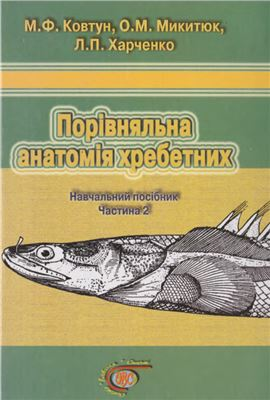 М.Ф. Ковтун, О.М. Микитюк,
Л.П. Харченко
Порівняльна
анатомія хребетних
Навчальний посібник
Частина 2